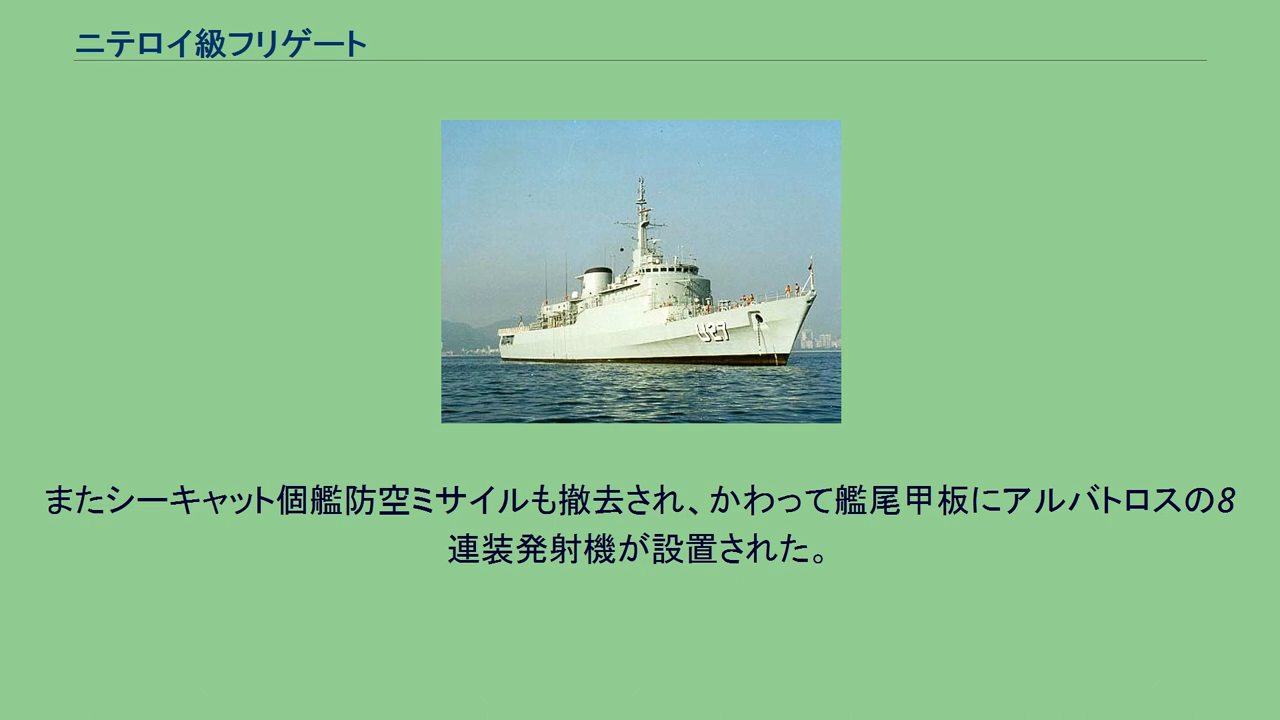 ニテロイ級フリゲート
U27
またシーキャット個艦防空ミサイルも撤去され、かわって艦尾甲板にアルバトロスの8
連装発射機が設置された。